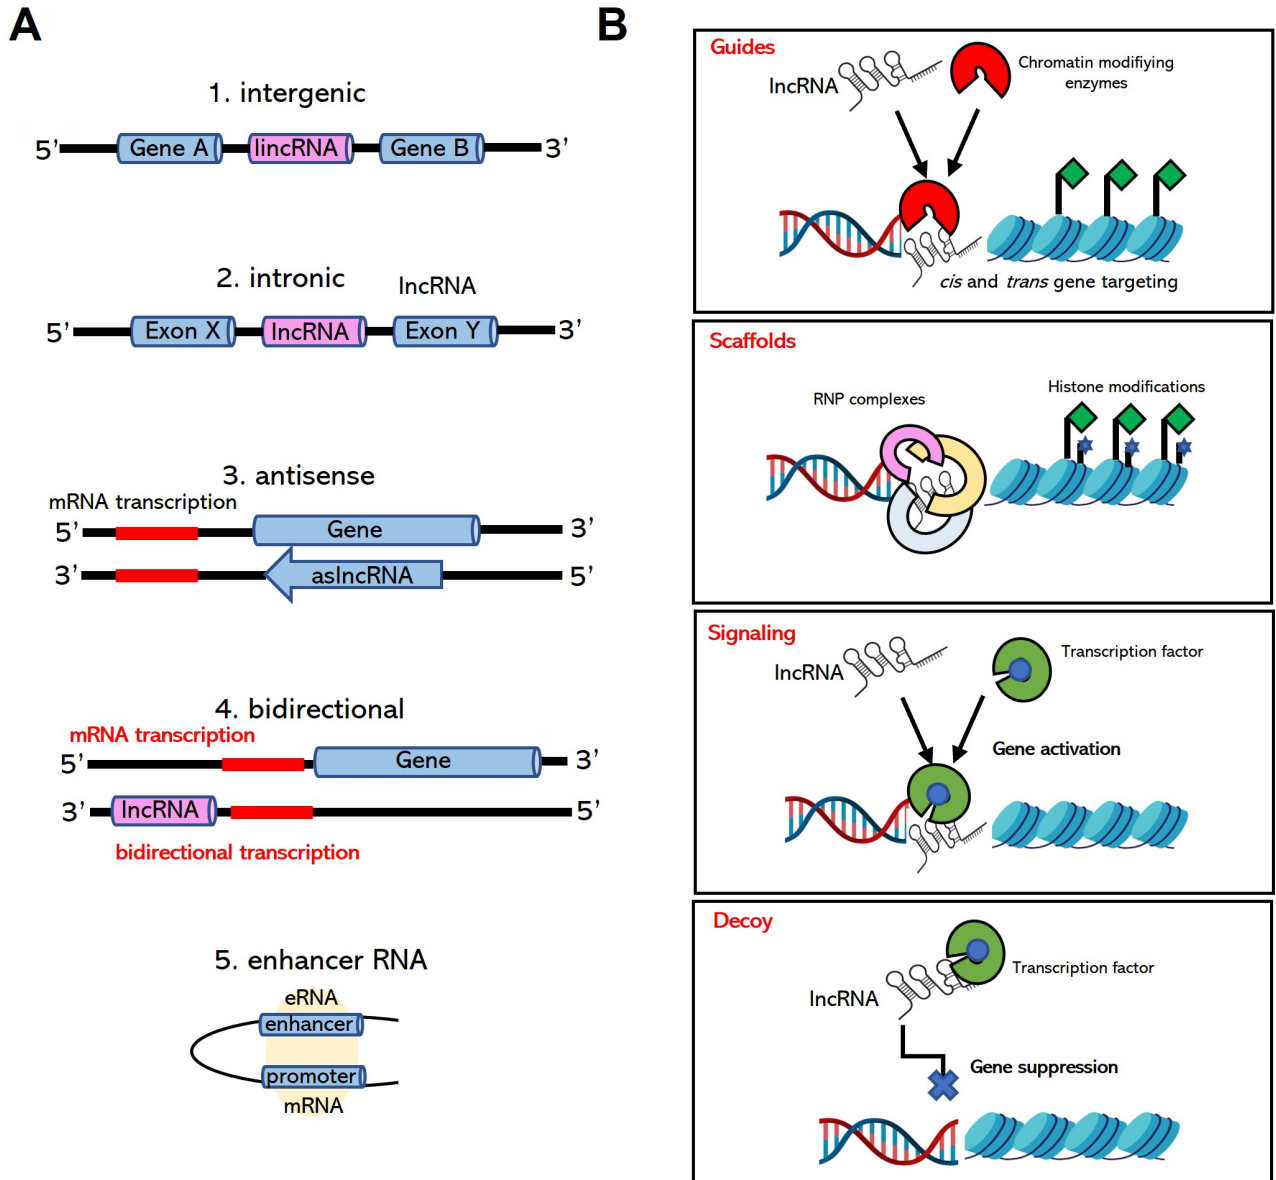 A
1. intergenic
5’ Gene A lincRNA Gene B 3’
2. intronic
lncRNA
5’ Exon X lncRNA Exon Y 3’
3. antisense
mRNA transcription
5’ Gene 3’
3’ aslncRNA 5’
4. bidirectional
mRNA transcription
5’ Gene 3’
3’ lncRNA 5’
bidirectional transcription
5. enhancer RNA
eRNA
enhancer
promoter
mRNA
B
Guides
lncRNA
Chromatin modifiying
enzymes
cis and trans gene targeting
Scaffolds
RNP complexes
Histone modifications
Signaling
lncRNA
Transcription factor
Gene activation
Decoy
lncRNA
Transcription factor
Gene suppression